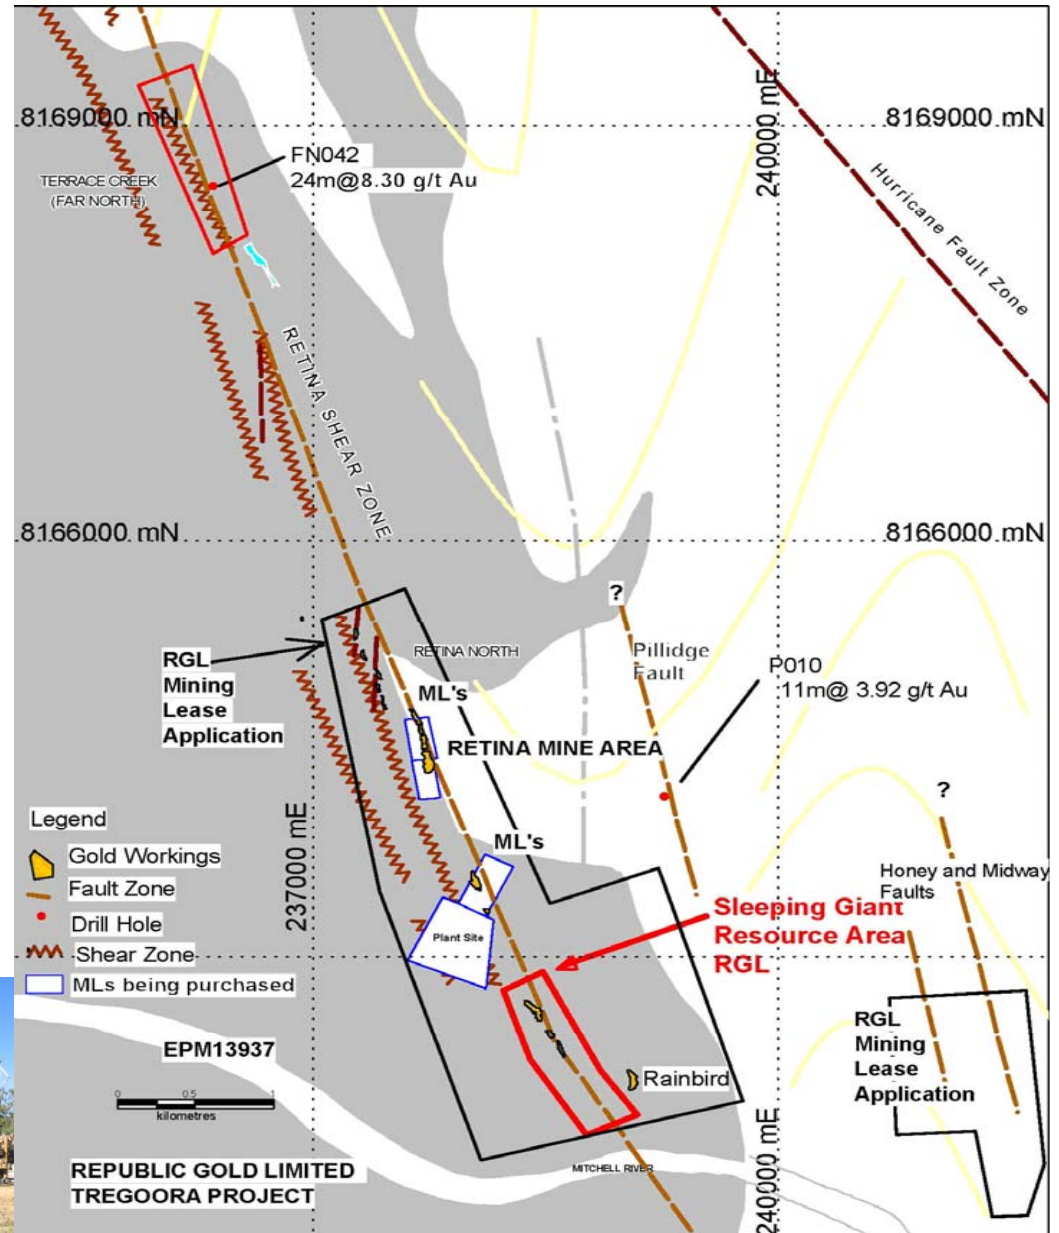 240000 mE
8169000 mN
8169000 mN
FN042
24m@8.30 g/t Au
TERRACE CREEK
(FAR NORTH)
Hurricane Fault Zone
RETINA SHEAR ZONE
8166000 mN
8166000 mN
?
Pillidge
Fault
RETINA NORTH
P010
11m@ 3.92 g/t Au
RGL
Mining
Lease
Application
ML's
RETINA MINE AREA
?
237000 mE
Legend
Gold Workings
Fault Zone
Drill Hole
Shear Zone
MLs being purchased
ML's
Plant Site
Honey and Midway
Faults
Sleeping Giant
Resource Area
RGL
RGL
Mining
Lease
Application
EPM13937
0 0.5 1
kilometres
Rainbird
240000 mE
MITCHELL RIVER
REPUBLIC GOLD LIMITED
TREGOORA PROJECT